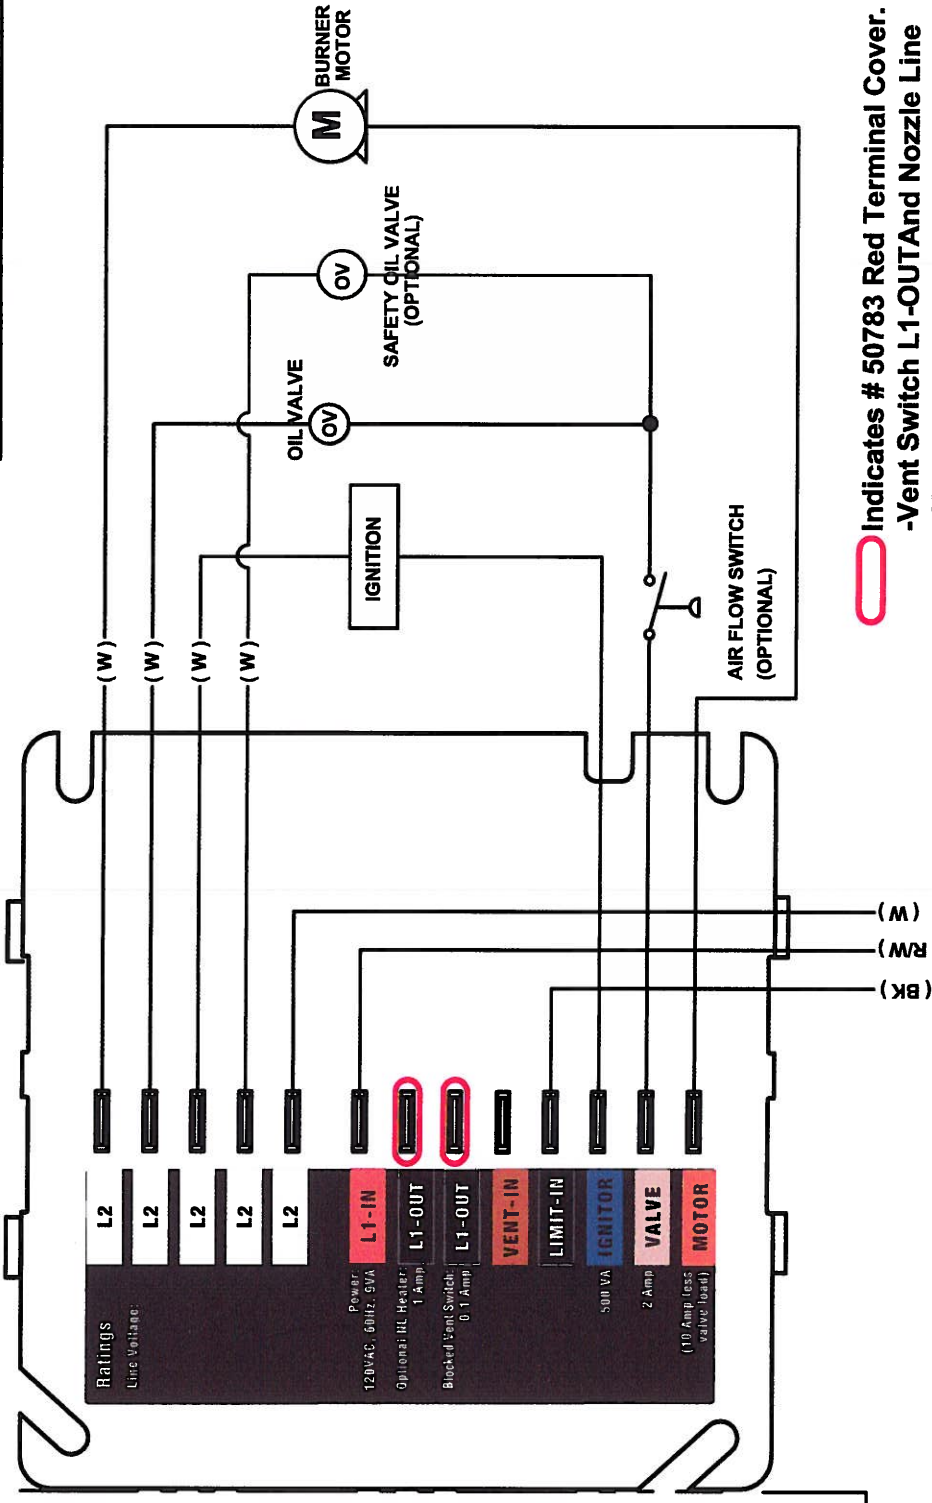 BURNER
MOTOR
M
SAFETY OIL VALVE
(OPTIONAL)
OV
OIL VALVE
OV
IGNITION
AIR FLOW SWITCH
(OPTIONAL)
(W)
(W)
(W)
(W)
(W)
R/W)
(BK)
Ratings
Line Voltage:
L2
L2
L2
L2
L2
Power:
120VAC, 60Hz, 9VA
L1-IN
Optional NL Heater:
1 Amp
L1-OUT
Blocked Vent Switch:
0.1 Amp
L1-OUT
VENT-IN
LIMIT-IN
500 VA
IGNITOR
2 Amp
VALVE
(10 Amp less
valve load)
MOTOR
Indicates # 50783 Red Terminal Cover.
-Vent Switch L1-OUTAnd Nozzle Line